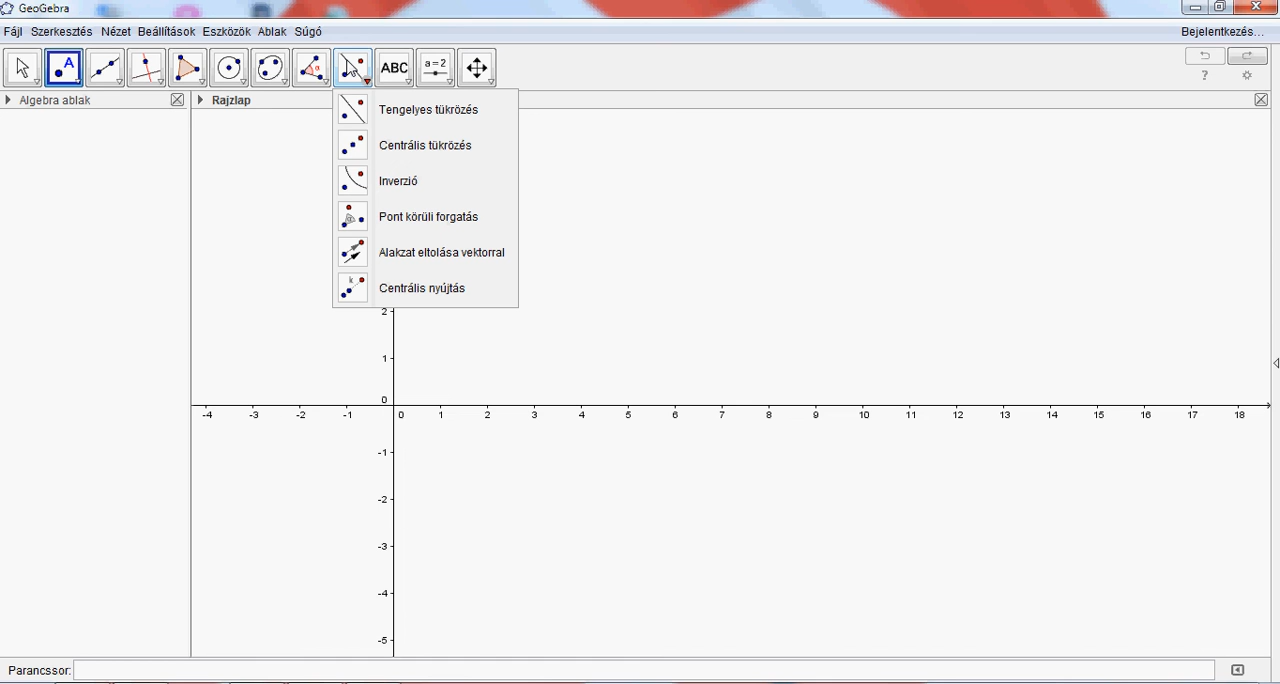 GeoGebra
Fájl Szerkesztés Nézet Beállítások Eszközök Ablak Súgó Bejelentkezés...
A α ABC a = 2
?
Algebra ablak Rajzlap
Tengelyes tükrözés
Centrális tükrözés
Inverzió
Pont körüli forgatás
Alakzat eltolása vektorral
k Centrális nyújtás
2
1
0
-4 -3 -2 -1 0 1 2 3 4 5 6 7 8 9 10 11 12 13 14 15 16 17 18
-1
-2
-3
-4
-5
Parancssor: